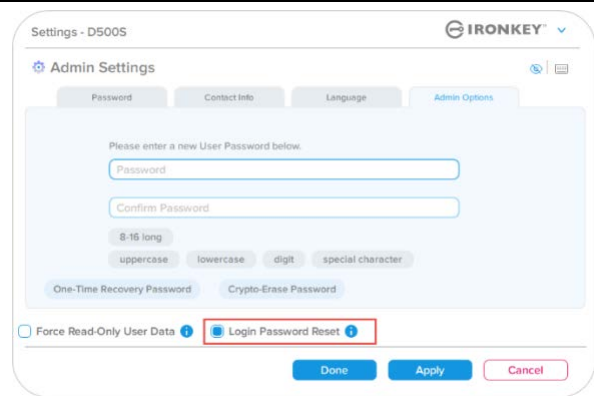 Settings - D500S
IRONKEY™
Admin Settings
Password Contact Info Language Admin Options
Please enter a new User Password below.
Password
Confirm Password
8-16 long
uppercase lowercase digit special character
One-Time Recovery Password Crypto-Erase Password
Force Read-Only User Data Login Password Reset
Done Apply Cancel